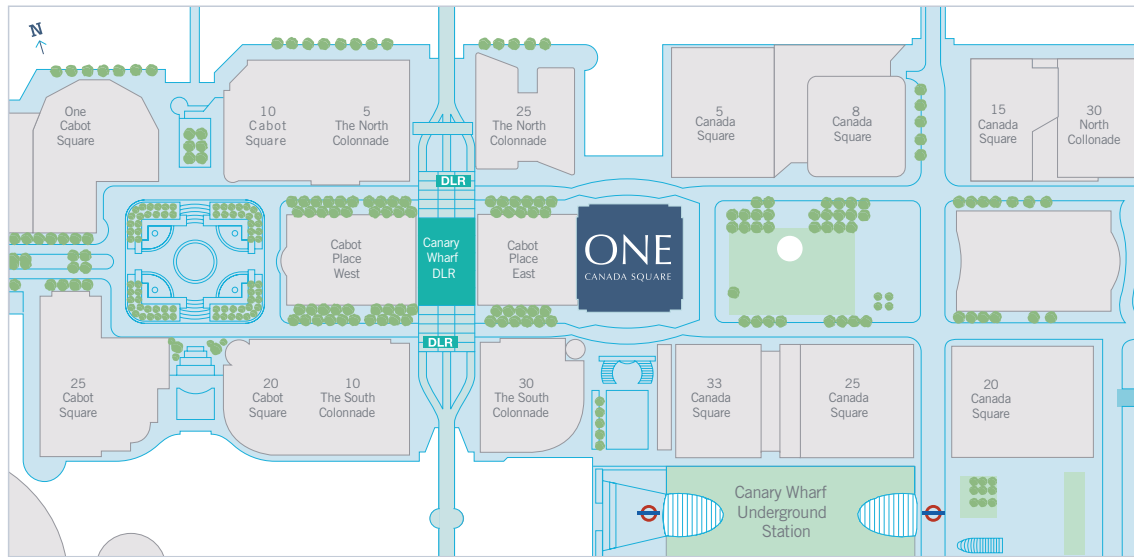 N
One
Cabot
Square
10
Cabot
Square
5
The North
Colonnade
25
The North
Colonnade
5
Canada
Square
8
Canada
Square
15
Canada
Square
30
North
Collonade
DLR
Cabot
Place
West
Canary
Wharf
DLR
Cabot
Place
East
ONE
CANADA SQUARE
DLR
25
Cabot
Square
20
Cabot
Square
10
The South
Colonnade
30
The South
Colonnade
33
Canada
Square
25
Canada
Square
20
Canada
Square
Canary Wharf
Underground
Station